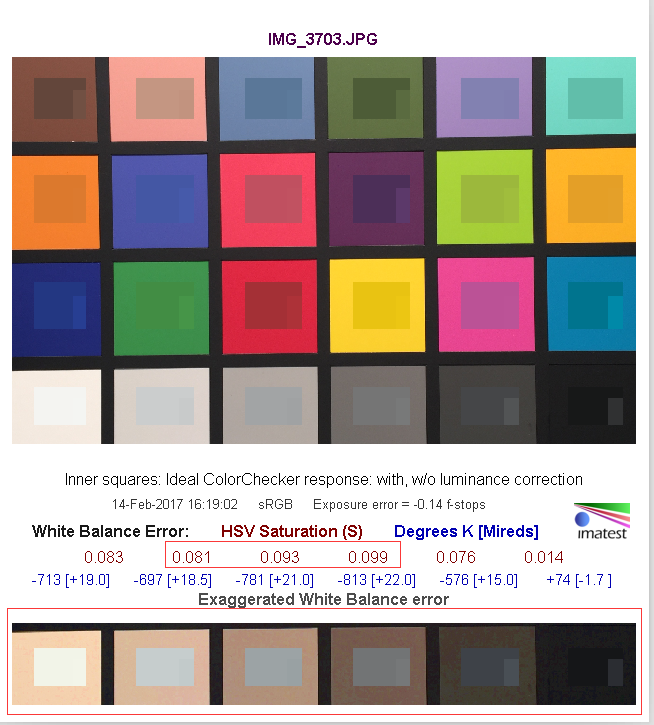 IMG_3703.JPG
Inner squares: Ideal ColorChecker response: with, w/o luminance correction
14-Feb-2017 16:19:02 sRGB Exposure error = -0.14 f-stops
imatest
White Balance Error: HSV Saturation (S) Degrees K [Mireds]
0.083 0.081 0.093 0.099 0.076 0.014
-713 [+19.0] -697 [+18.5] -781 [+21.0] -813 [+22.0] -576 [+15.0] +74 [-1.7 ]
Exaggerated White Balance error